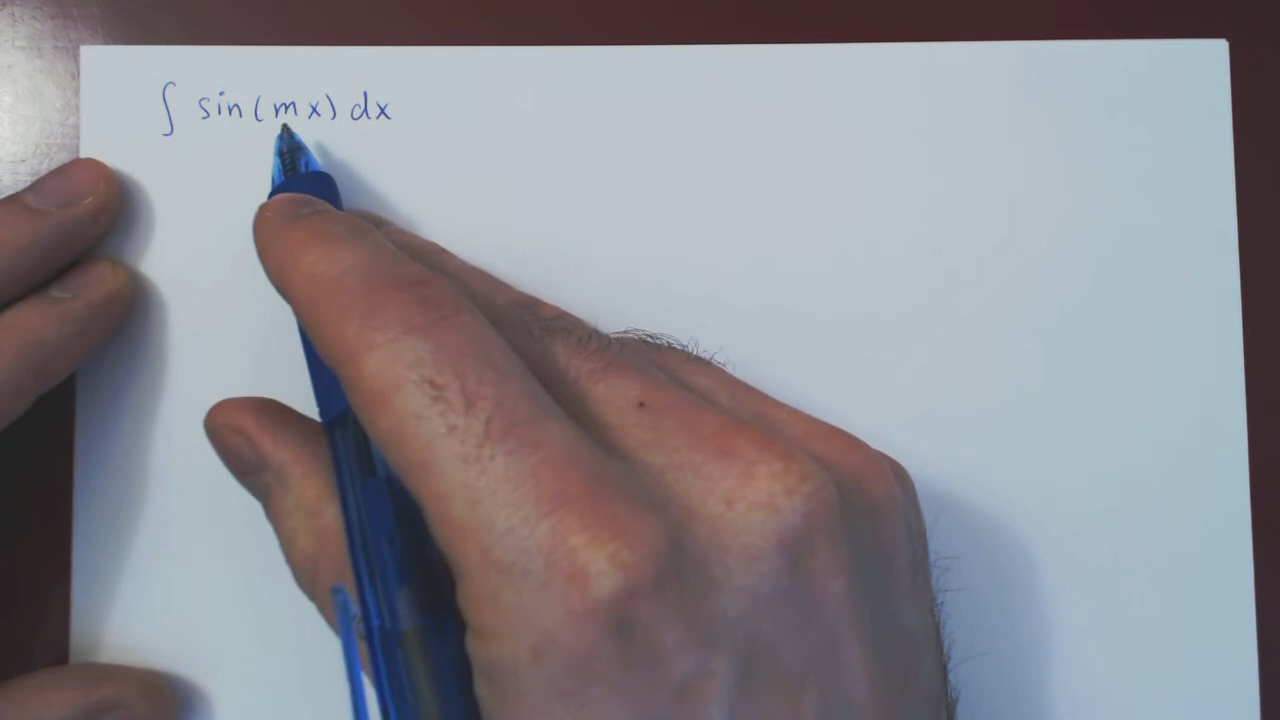 ∫ sin(mx) dx